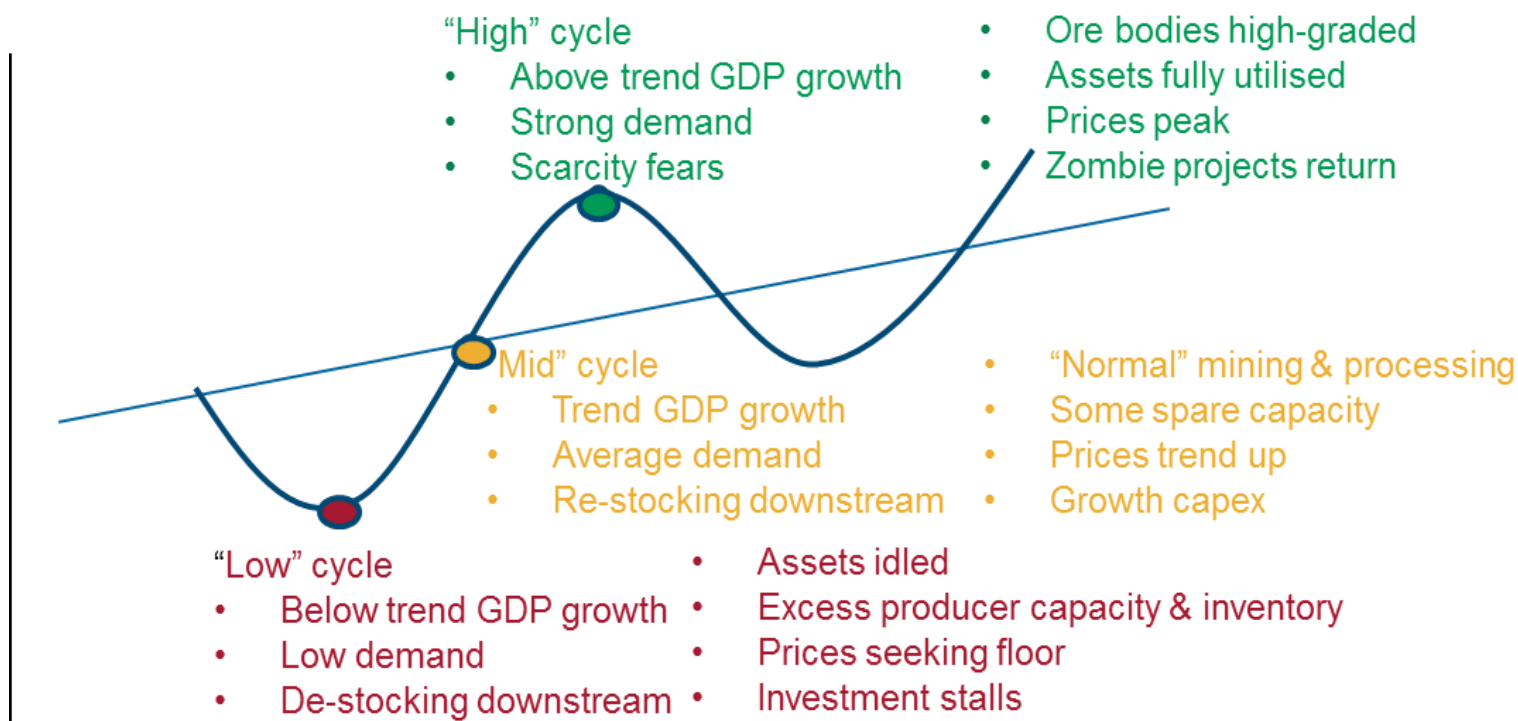 “High” cycle
• Above trend GDP growth
• Strong demand
• Scarcity fears
• Ore bodies high-graded
• Assets fully utilised
• Prices peak
• Zombie projects return
Mid” cycle
• Trend GDP growth
• Average demand
• Re-stocking downstream
• “Normal” mining & processing
• Some spare capacity
• Prices trend up
• Growth capex
“Low” cycle
• Below trend GDP growth
• Low demand
• De-stocking downstream
• Assets idled
• Excess producer capacity & inventory
• Prices seeking floor
• Investment stalls